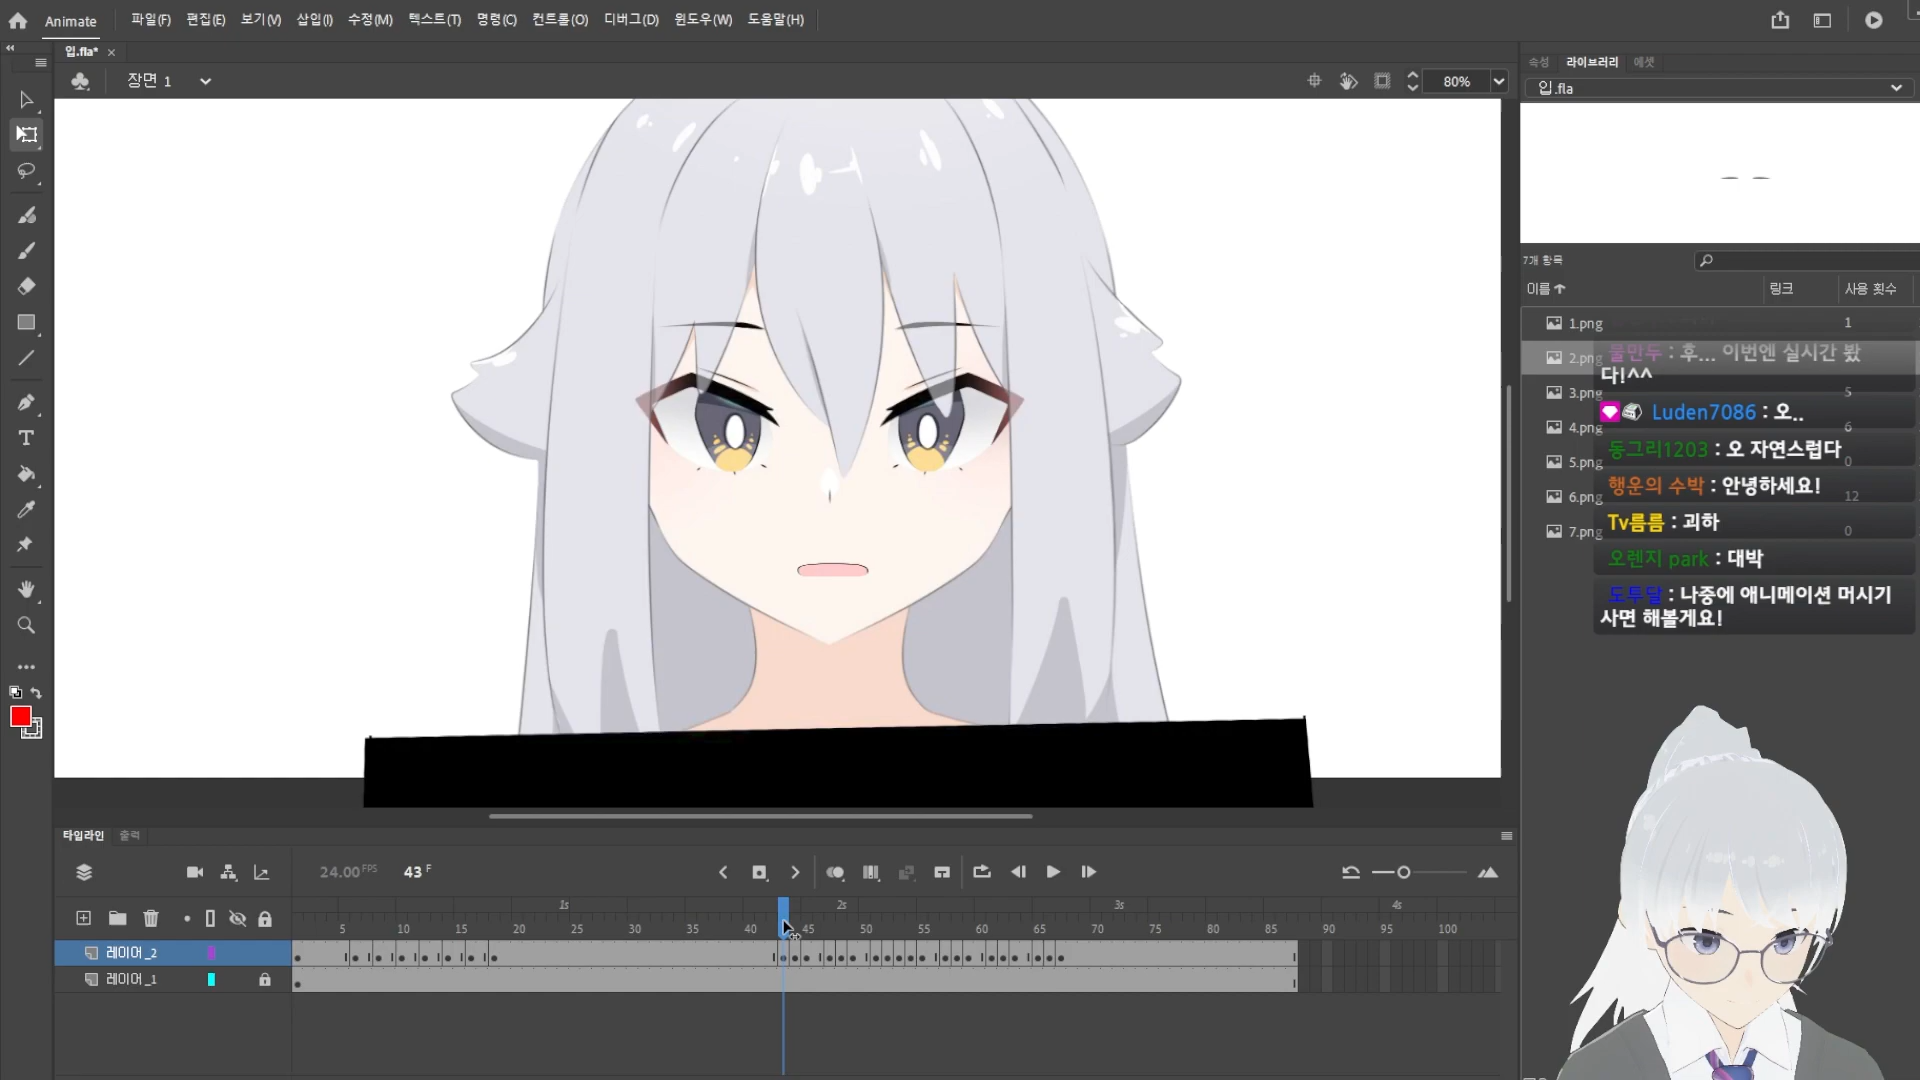 Animate
파일(F)
편집(E)
보기(V)
삽입(I)
수정(M)
텍스트(T)
명령(C)
컨트롤(O)
디버그(D)
윈도우(W)
도움말(H)
입.fla*
장면 1
80%
속성
라이브러리
에셋
입.fla
7개 항목
이름
링크
사용 횟수
1.png
1
2.png
3.png
5
4.png
6
5.png
0
6.png
12
7.png
0
물만두 : 후... 이번엔 실시간 봤
다!^^
Luden7086 : 오..
동그리1203 : 오 자연스럽다
행운의 수박 : 안녕하세요!
Tv름름 : 괴하
오렌지 park : 대박
도투달 : 나중에 애니메이션 머시기
사면 해볼게요!
타임라인
출력
24.00 FPS
43 F
1s
2s
3s
4s
5
10
15
20
25
30
35
40
45
50
55
60
65
70
75
80
85
90
95
100
레이어_2
레이어_1